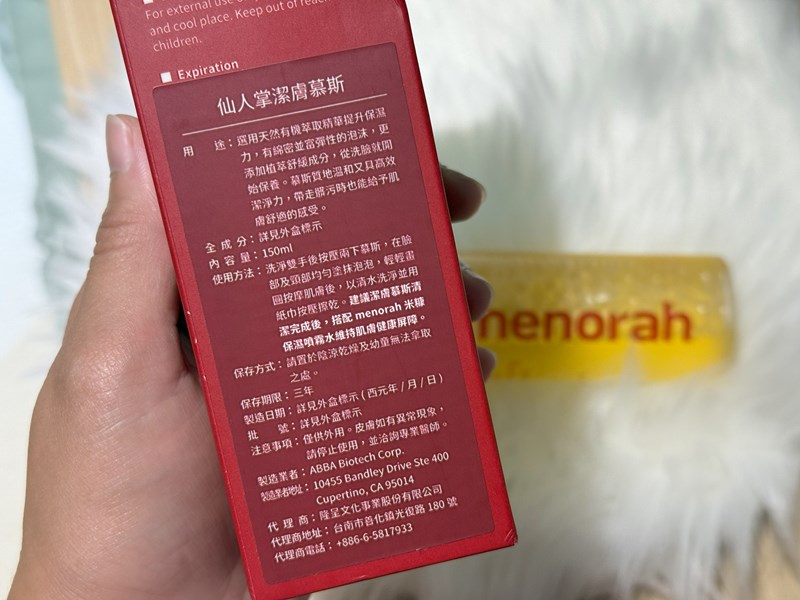 For external use
and cool place. Keep out of reach
children.
■ Expiration
仙人掌潔膚慕斯
用 途：選用天然有機萃取精華提升保濕
力，有綿密並富彈性的泡沫，更
添加植萃舒緩成分，從洗臉就開
始保養。慕斯質地溫和又具高效
潔淨力，帶走髒污時也能給予肌
膚舒適的感受。
全 成 分：詳見外盒標示
內 容 量：150ml
使用方法：洗淨雙手後按壓兩下慕斯，在臉
部及頸部均勻塗抹泡泡，輕輕畫
圈按摩肌膚後，以清水洗淨並用
紙巾按壓擦乾。建議潔膚慕斯清
潔完成後，搭配 menorah 米糠
保濕噴霧水維持肌膚健康屏障。
保存方式：請置於陰涼乾燥及幼童無法拿取
之處。
保存期限：三年
製造日期：詳見外盒標示 ( 西元年 / 月 / 日 )
批 號：詳見外盒標示
注意事項：僅供外用。皮膚如有異常現象，
請停止使用，並洽詢專業醫師。
製造業者：ABBA Biotech Corp.
製造業者地址：10455 Bandley Drive Ste 400
Cupertino, CA 95014
代 理 商：隆呈文化事業股份有限公司
代理商地址：台南市善化鎮光復路 180 號
代理商電話：+886-6-5817933
menorah